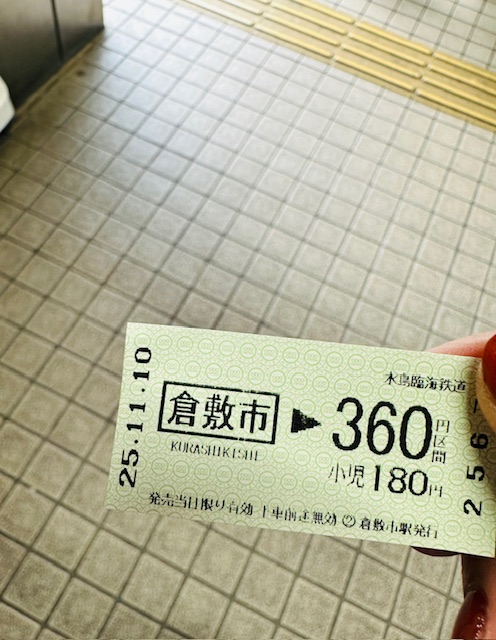 水島臨海鉄道
25.11.10
倉敷市▶360円区間
KURASHIKISHI
小児180円
発売当日限り有効 下車前途無効 ② 倉敷市駅発行
256